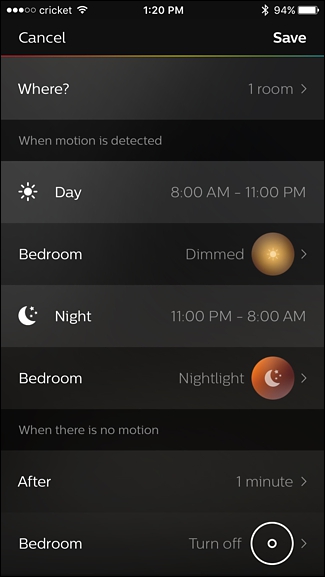 cricket 1:20 PM 94%
Cancel Save
Where? 1 room
When motion is detected
Day 8:00 AM - 11:00 PM
Bedroom Dimmed
Night 11:00 PM - 8:00 AM
Bedroom Nightlight
When there is no motion
After 1 minute
Bedroom Turn off